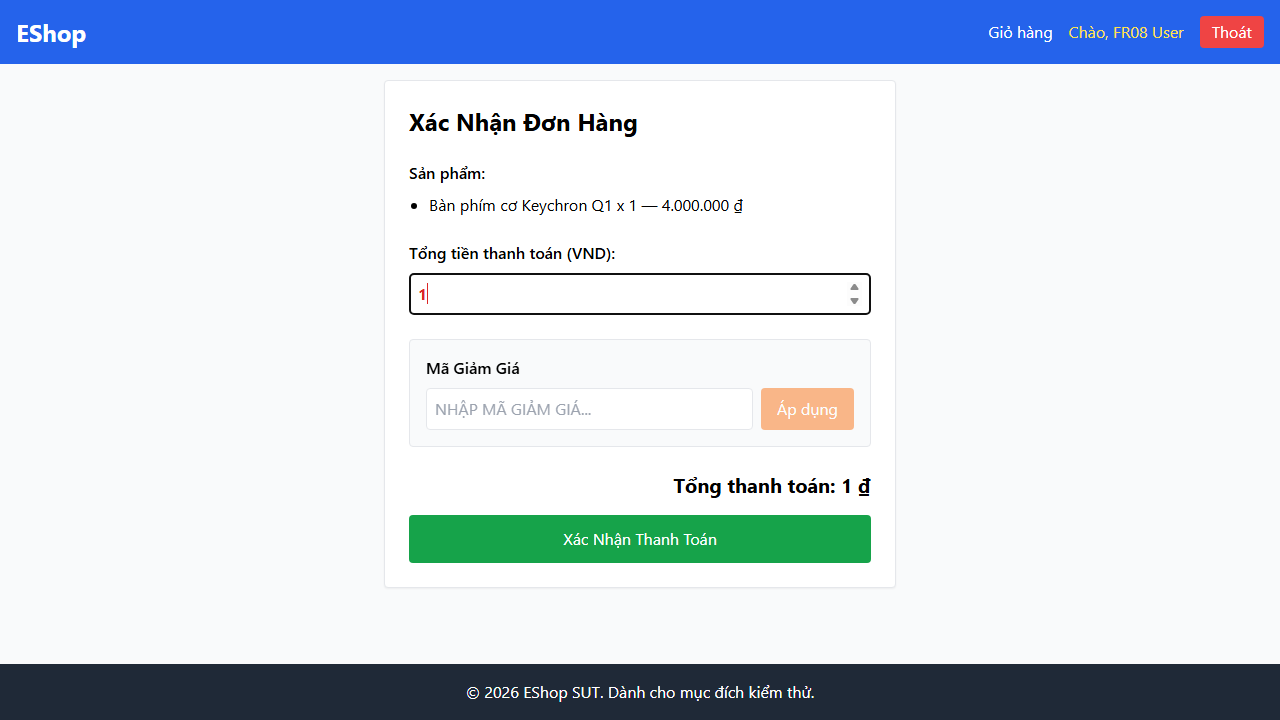 EShop
Giỏ hàng
Chào, FR08 User
Thoát
Xác Nhận Đơn Hàng
Sản phẩm:
Bàn phím cơ Keychron Q1 x 1 — 4.000.000 ₫
Tổng tiền thanh toán (VND):
1
Mã Giảm Giá
NHẬP MÃ GIẢM GIÁ...
Áp dụng
Tổng thanh toán: 1 ₫
Xác Nhận Thanh Toán
© 2026 EShop SUT. Dành cho mục đích kiểm thử.